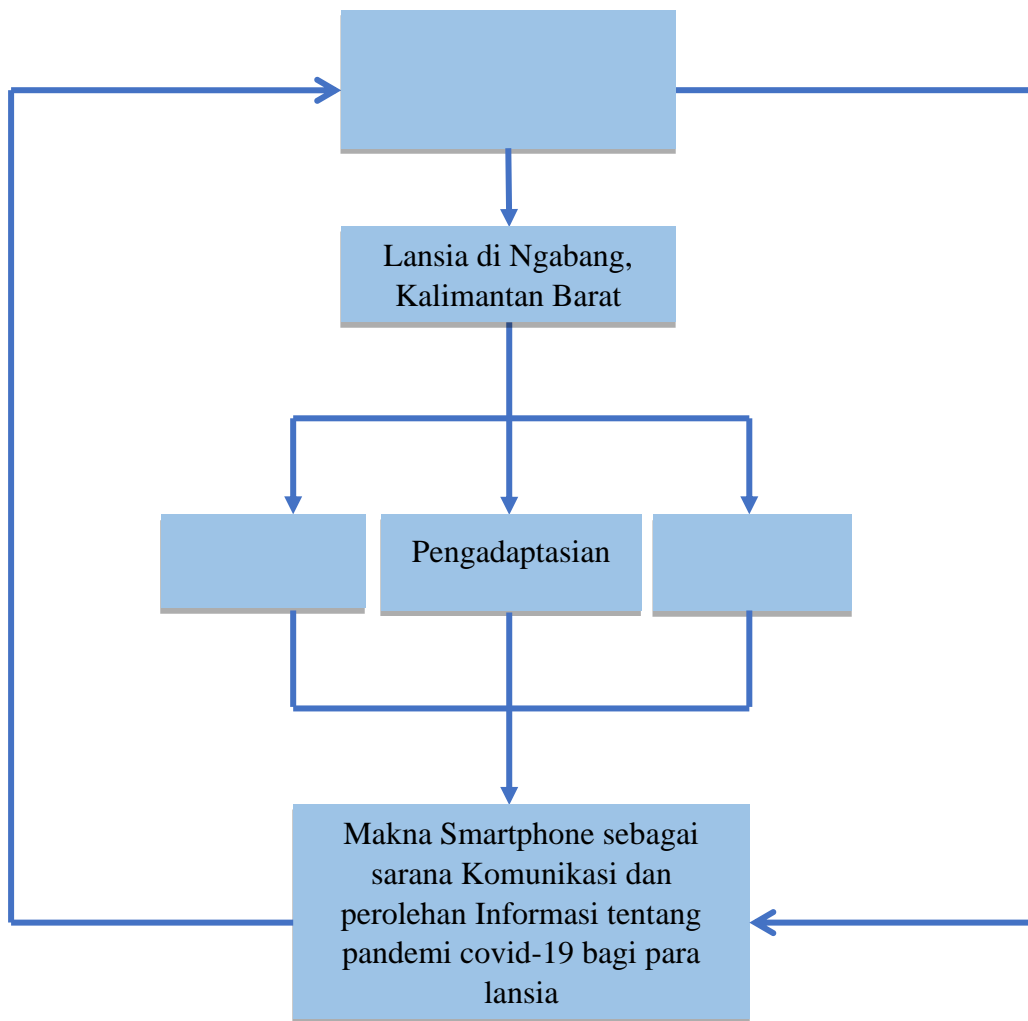 Lansia di Ngabang,
Kalimantan Barat
Pengadaptasian
Makna Smartphone sebagai
sarana Komunikasi dan
perolehan Informasi tentang
pandemi covid-19 bagi para
lansia